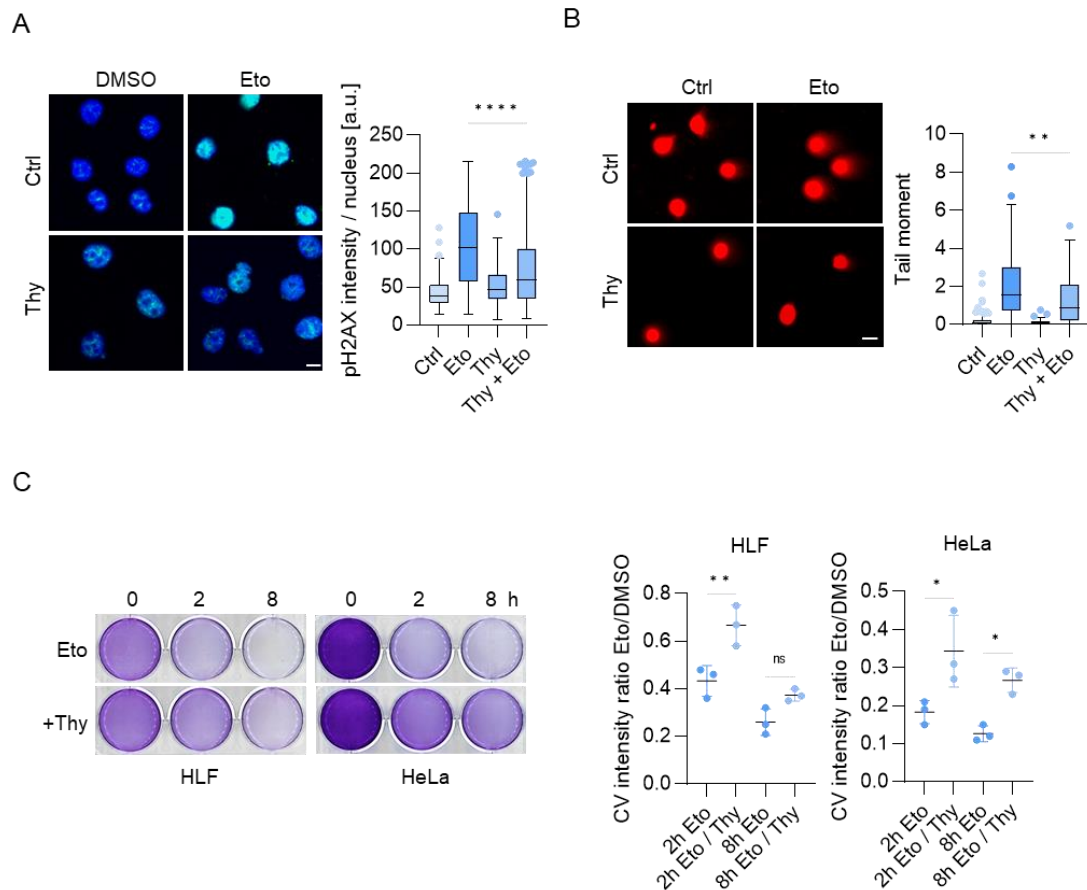 A
B
DMSO Eto
Ctrl
Thy
pH2AX intensity / nucleus [a.u.]
* * * *
250
200
150
100
50
0
Ctrl
Eto
Thy
Thy + Eto
Ctrl Eto
Ctrl
Thy
Tail moment
* *
10
8
6
4
2
0
Ctrl
Eto
Thy
Thy + Eto
C
0 2 8 0 2 8 h
Eto
+Thy
HLF HeLa
HLF
CV intensity ratio Eto/DMSO
* *
ns
0.8
0.6
0.4
0.2
0.0
2h Eto
2h Eto / Thy
8h Eto
8h Eto / Thy
HeLa
CV intensity ratio Eto/DMSO
*
*
0.5
0.4
0.3
0.2
0.1
0.0
2h Eto
2h Eto / Thy
8h Eto
8h Eto / Thy